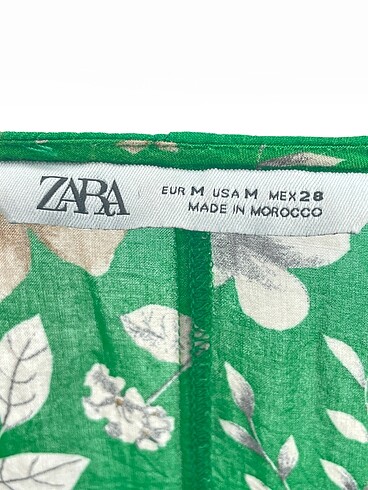 ZARA
EUR M USA M MEX 28
MADE IN MOROCCO